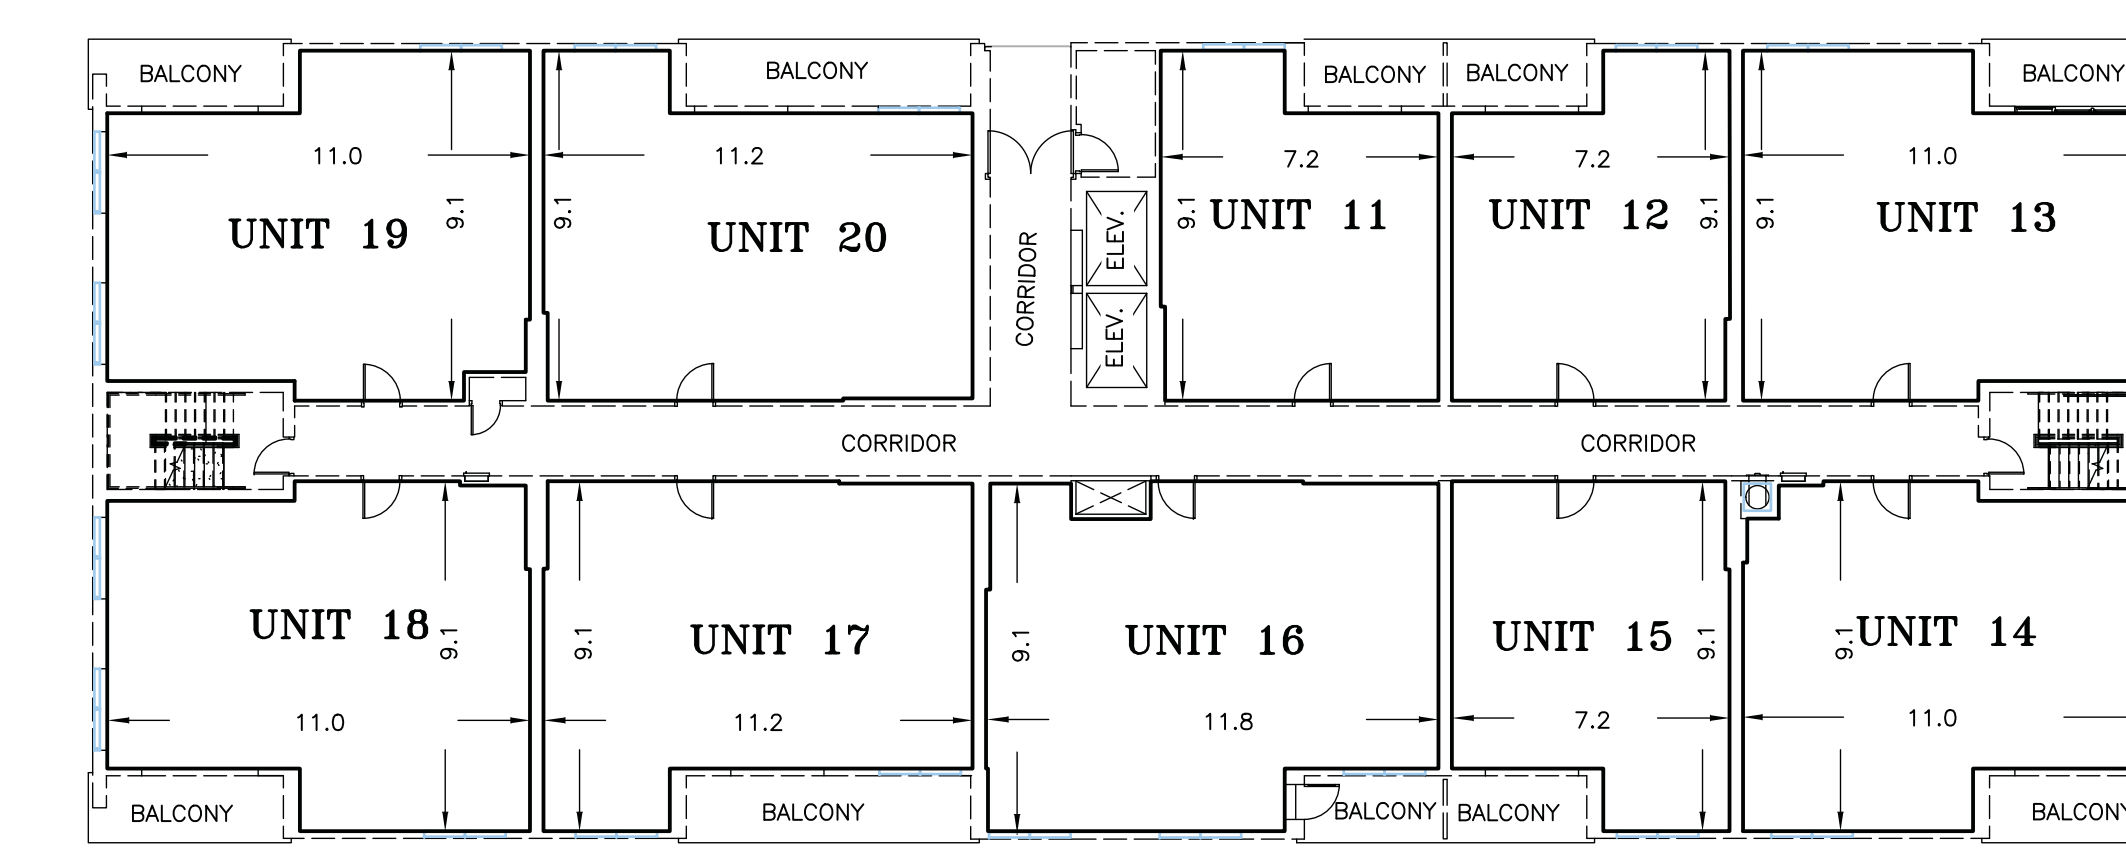 BALCONY
BALCONY
BALCONY
BALCONY
BALCONY
11.0
11.2
7.2
7.2
11.0
9.1
9.1
9.1
9.1
9.1
UNIT 19
UNIT 20
UNIT 11
UNIT 12
UNIT 13
ELEV.
ELEV.
CORRIDOR
CORRIDOR
CORRIDOR
UNIT 18
UNIT 17
UNIT 16
UNIT 15
UNIT 14
9.1
9.1
9.1
9.1
9.1
11.0
11.2
11.8
7.2
11.0
BALCONY
BALCONY
BALCONY
BALCONY
BALCON